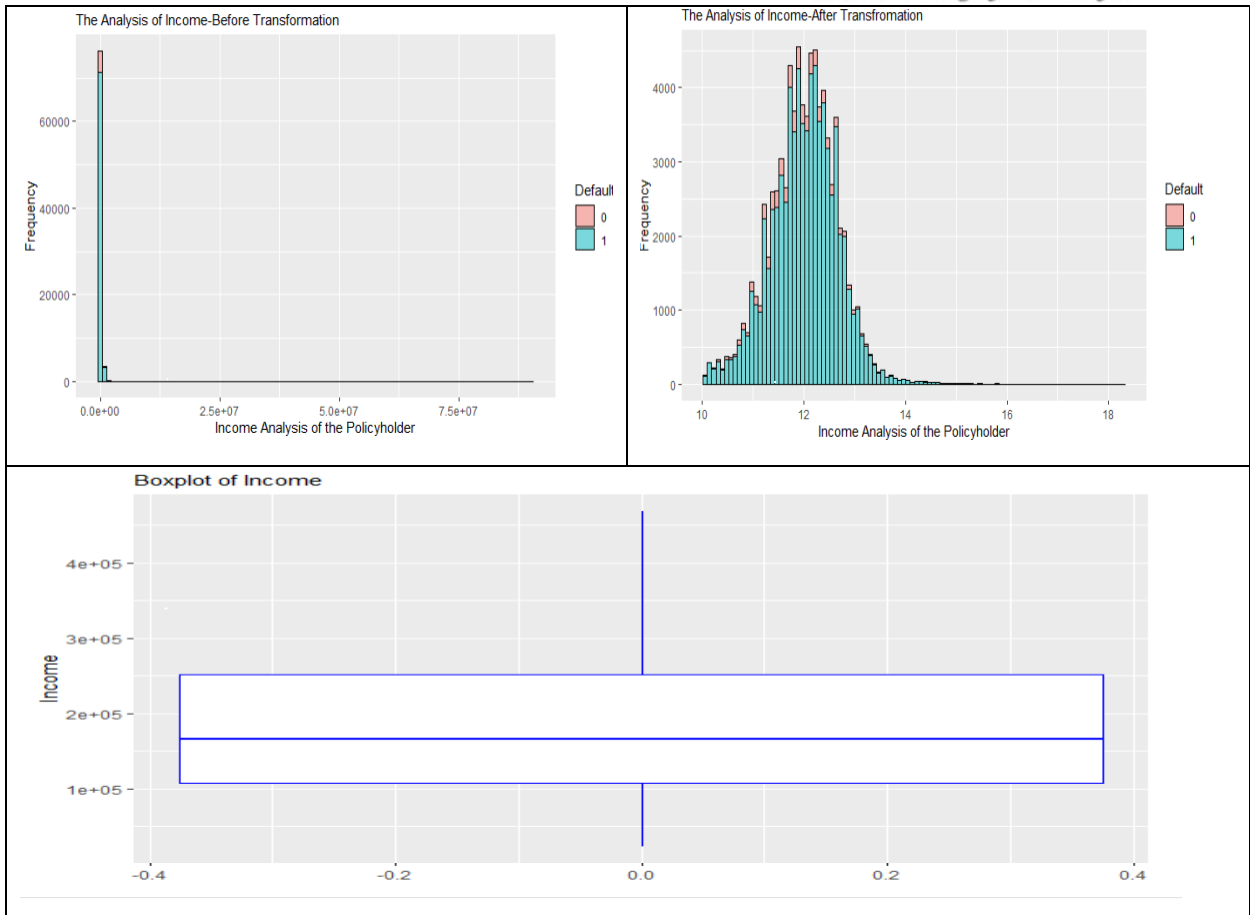 The Analysis of Income-Before Transformation
Frequency
60000
40000
20000
0
0.0e+00
2.5e+07
5.0e+07
7.5e+07
Income Analysis of the Policyholder
Default
0
1
The Analysis of Income-After Transfromation
Frequency
4000
3000
2000
1000
0
10
12
14
16
18
Income Analysis of the Policyholder
Default
0
1
Boxplot of Income
Income
4e+05
3e+05
2e+05
1e+05
-0.4
-0.2
0.0
0.2
0.4